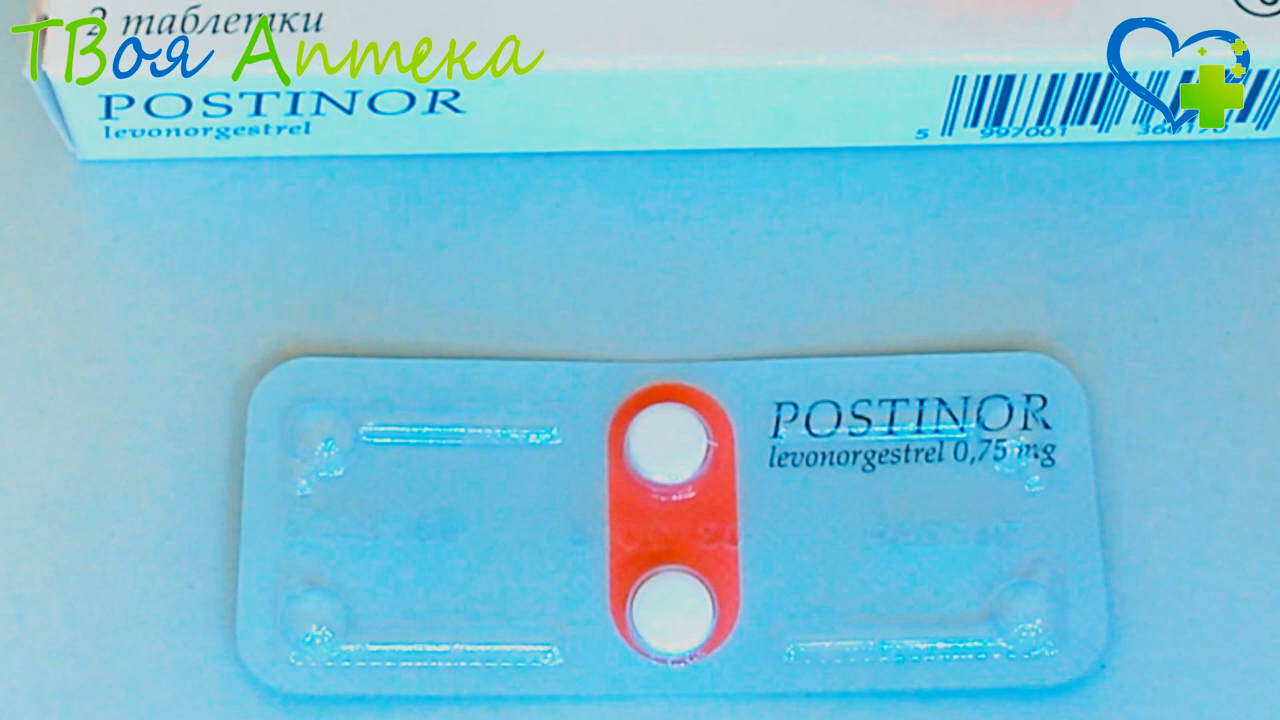 2 таблетки
ТВоя Аптека
POSTINOR
levonorgestrel
5 997001
POSTINOR
levonorgestrel 0,75 mg